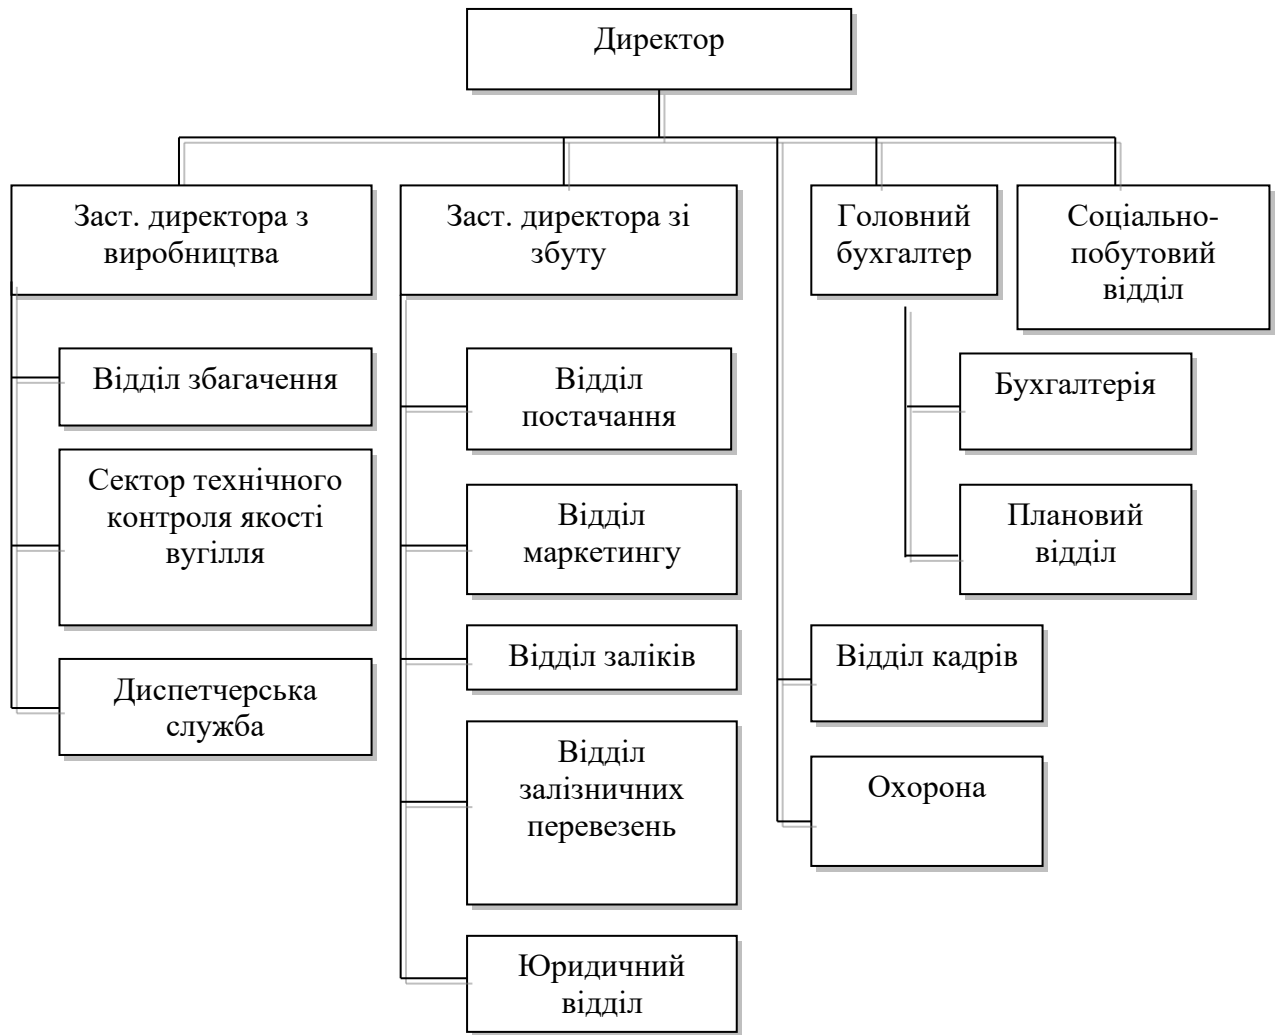 Директор
Заст. директора з
виробництва
Заст. директора зі
збуту
Головний
бухгалтер
Соціально-
побутовий
відділ
Відділ збагачення
Сектор технічного
контроля якості
вугілля
Диспетчерська
служба
Відділ
постачання
Відділ
маркетингу
Відділ заліків
Відділ
залізничних
перевезень
Юридичний
відділ
Бухгалтерія
Плановий
відділ
Відділ кадрів
Охорона